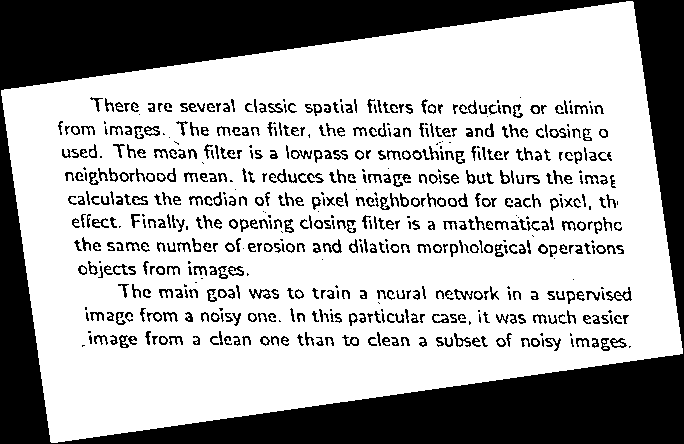 There are several classic spatial filters for reducing or elimin
from images. The mean filter, the median filter and the closing o
used. The mean filter is a lowpass or smoothing filter that replace
neighborhood mean. It reduces the image noise but blurs the imag
calculates the median of the pixel neighborhood for each pixel, th
effect. Finally, the opening closing filter is a mathematical morpho
the same number of erosion and dilation morphological operations
objects from images.
The main goal was to train a neural network in a supervised
image from a noisy one. In this particular case, it was much easier
image from a clean one than to clean a subset of noisy images.